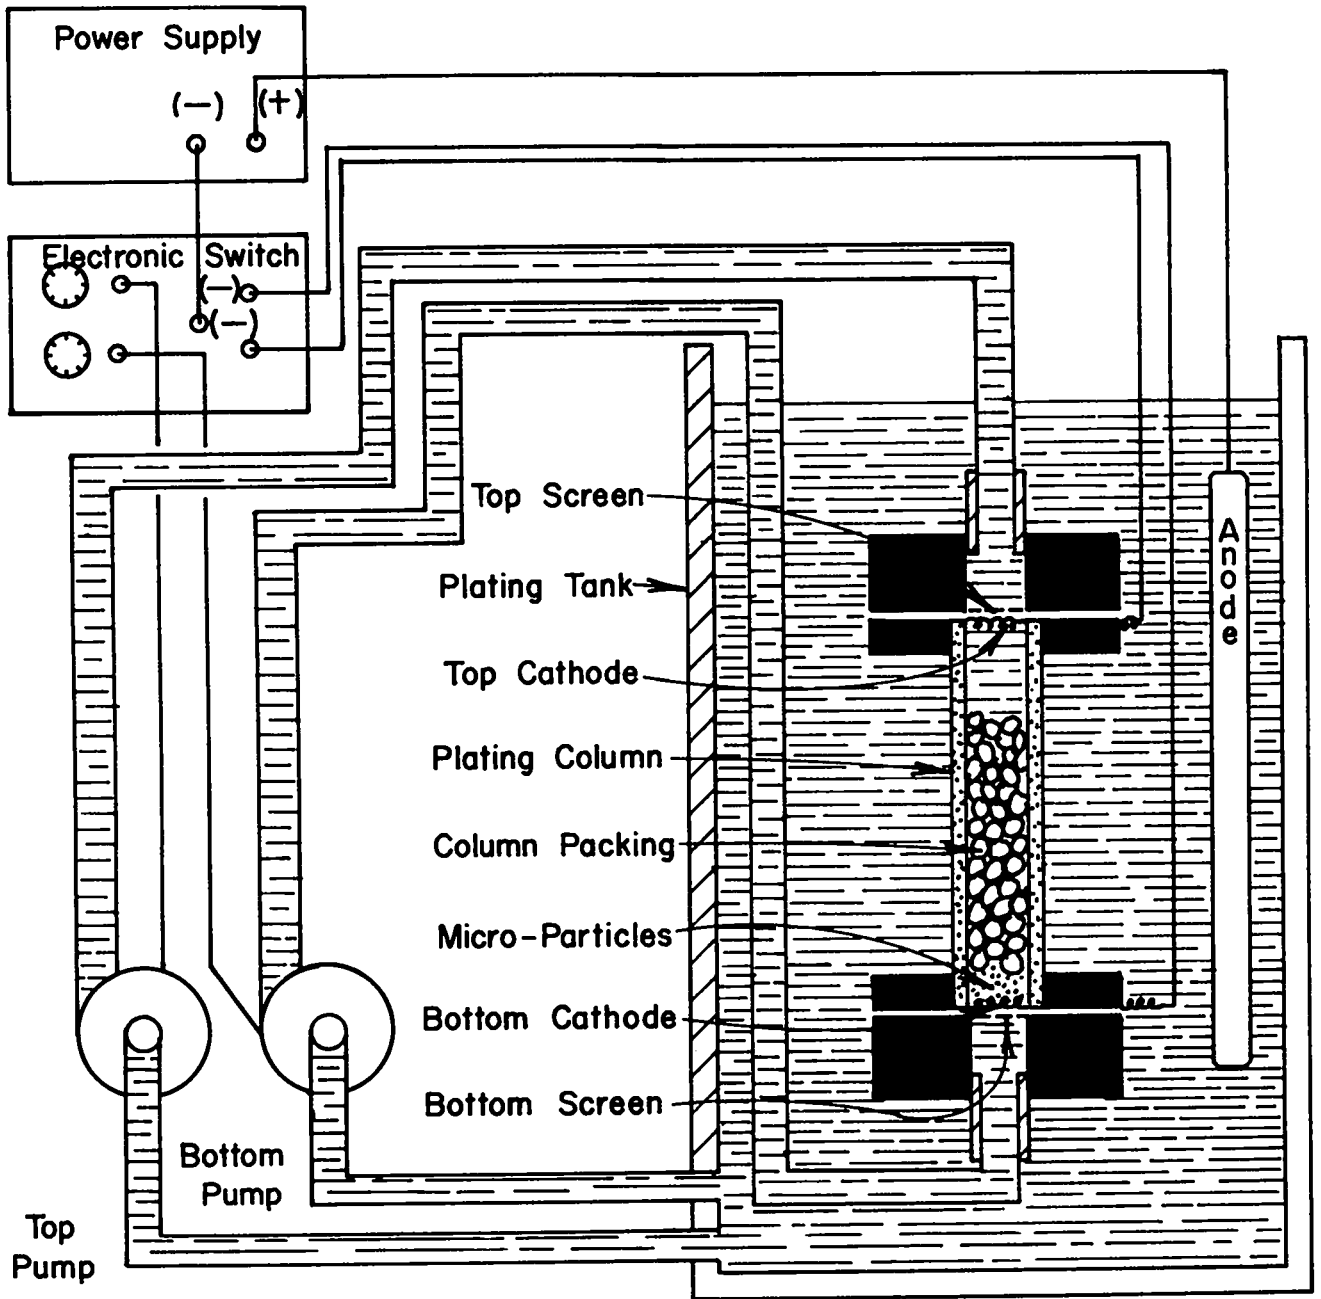 Power Supply
(—) (+)
Electronic Switch
(—)
(—)
Top Screen
Plating Tank
Top Cathode
Plating Column
Column Packing
Micro-Particles
Bottom Cathode
Bottom Screen
Anode
Bottom
Pump
Top
Pump